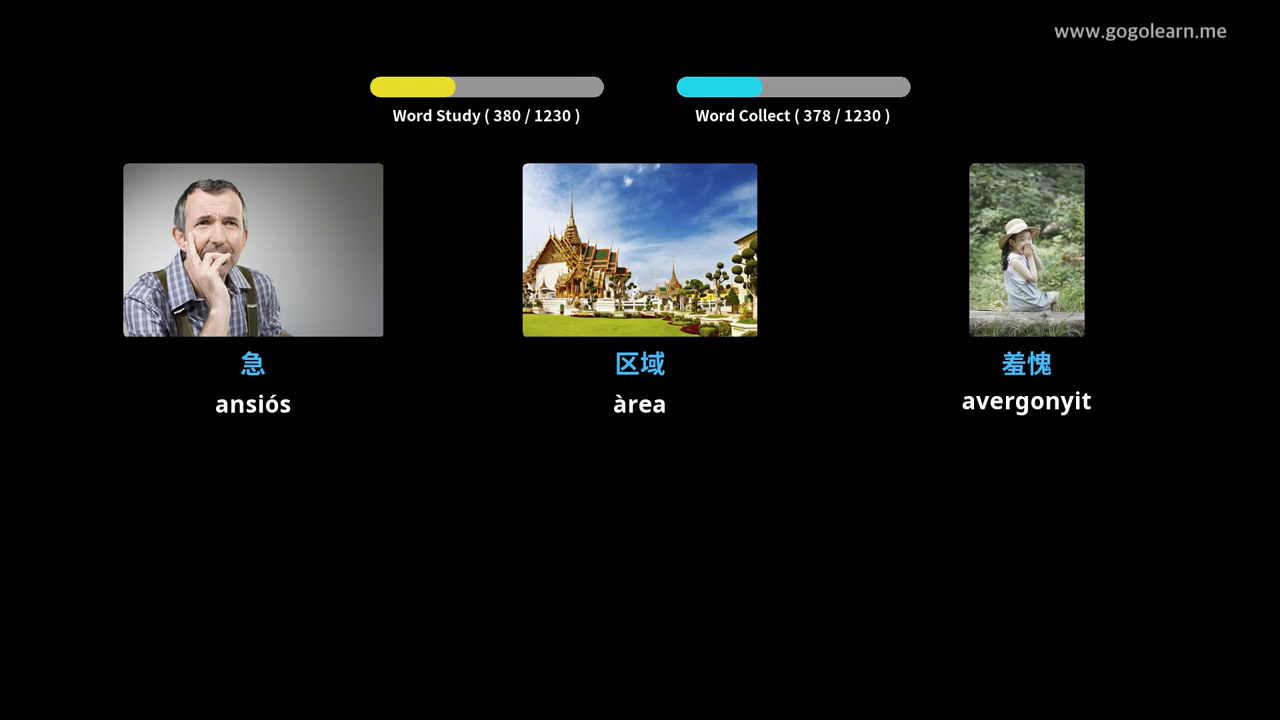 www.gogolearn.me
Word Study ( 380 / 1230 )
Word Collect ( 378 / 1230 )
急
区域
羞愧
ansiós
àrea
avergonyit